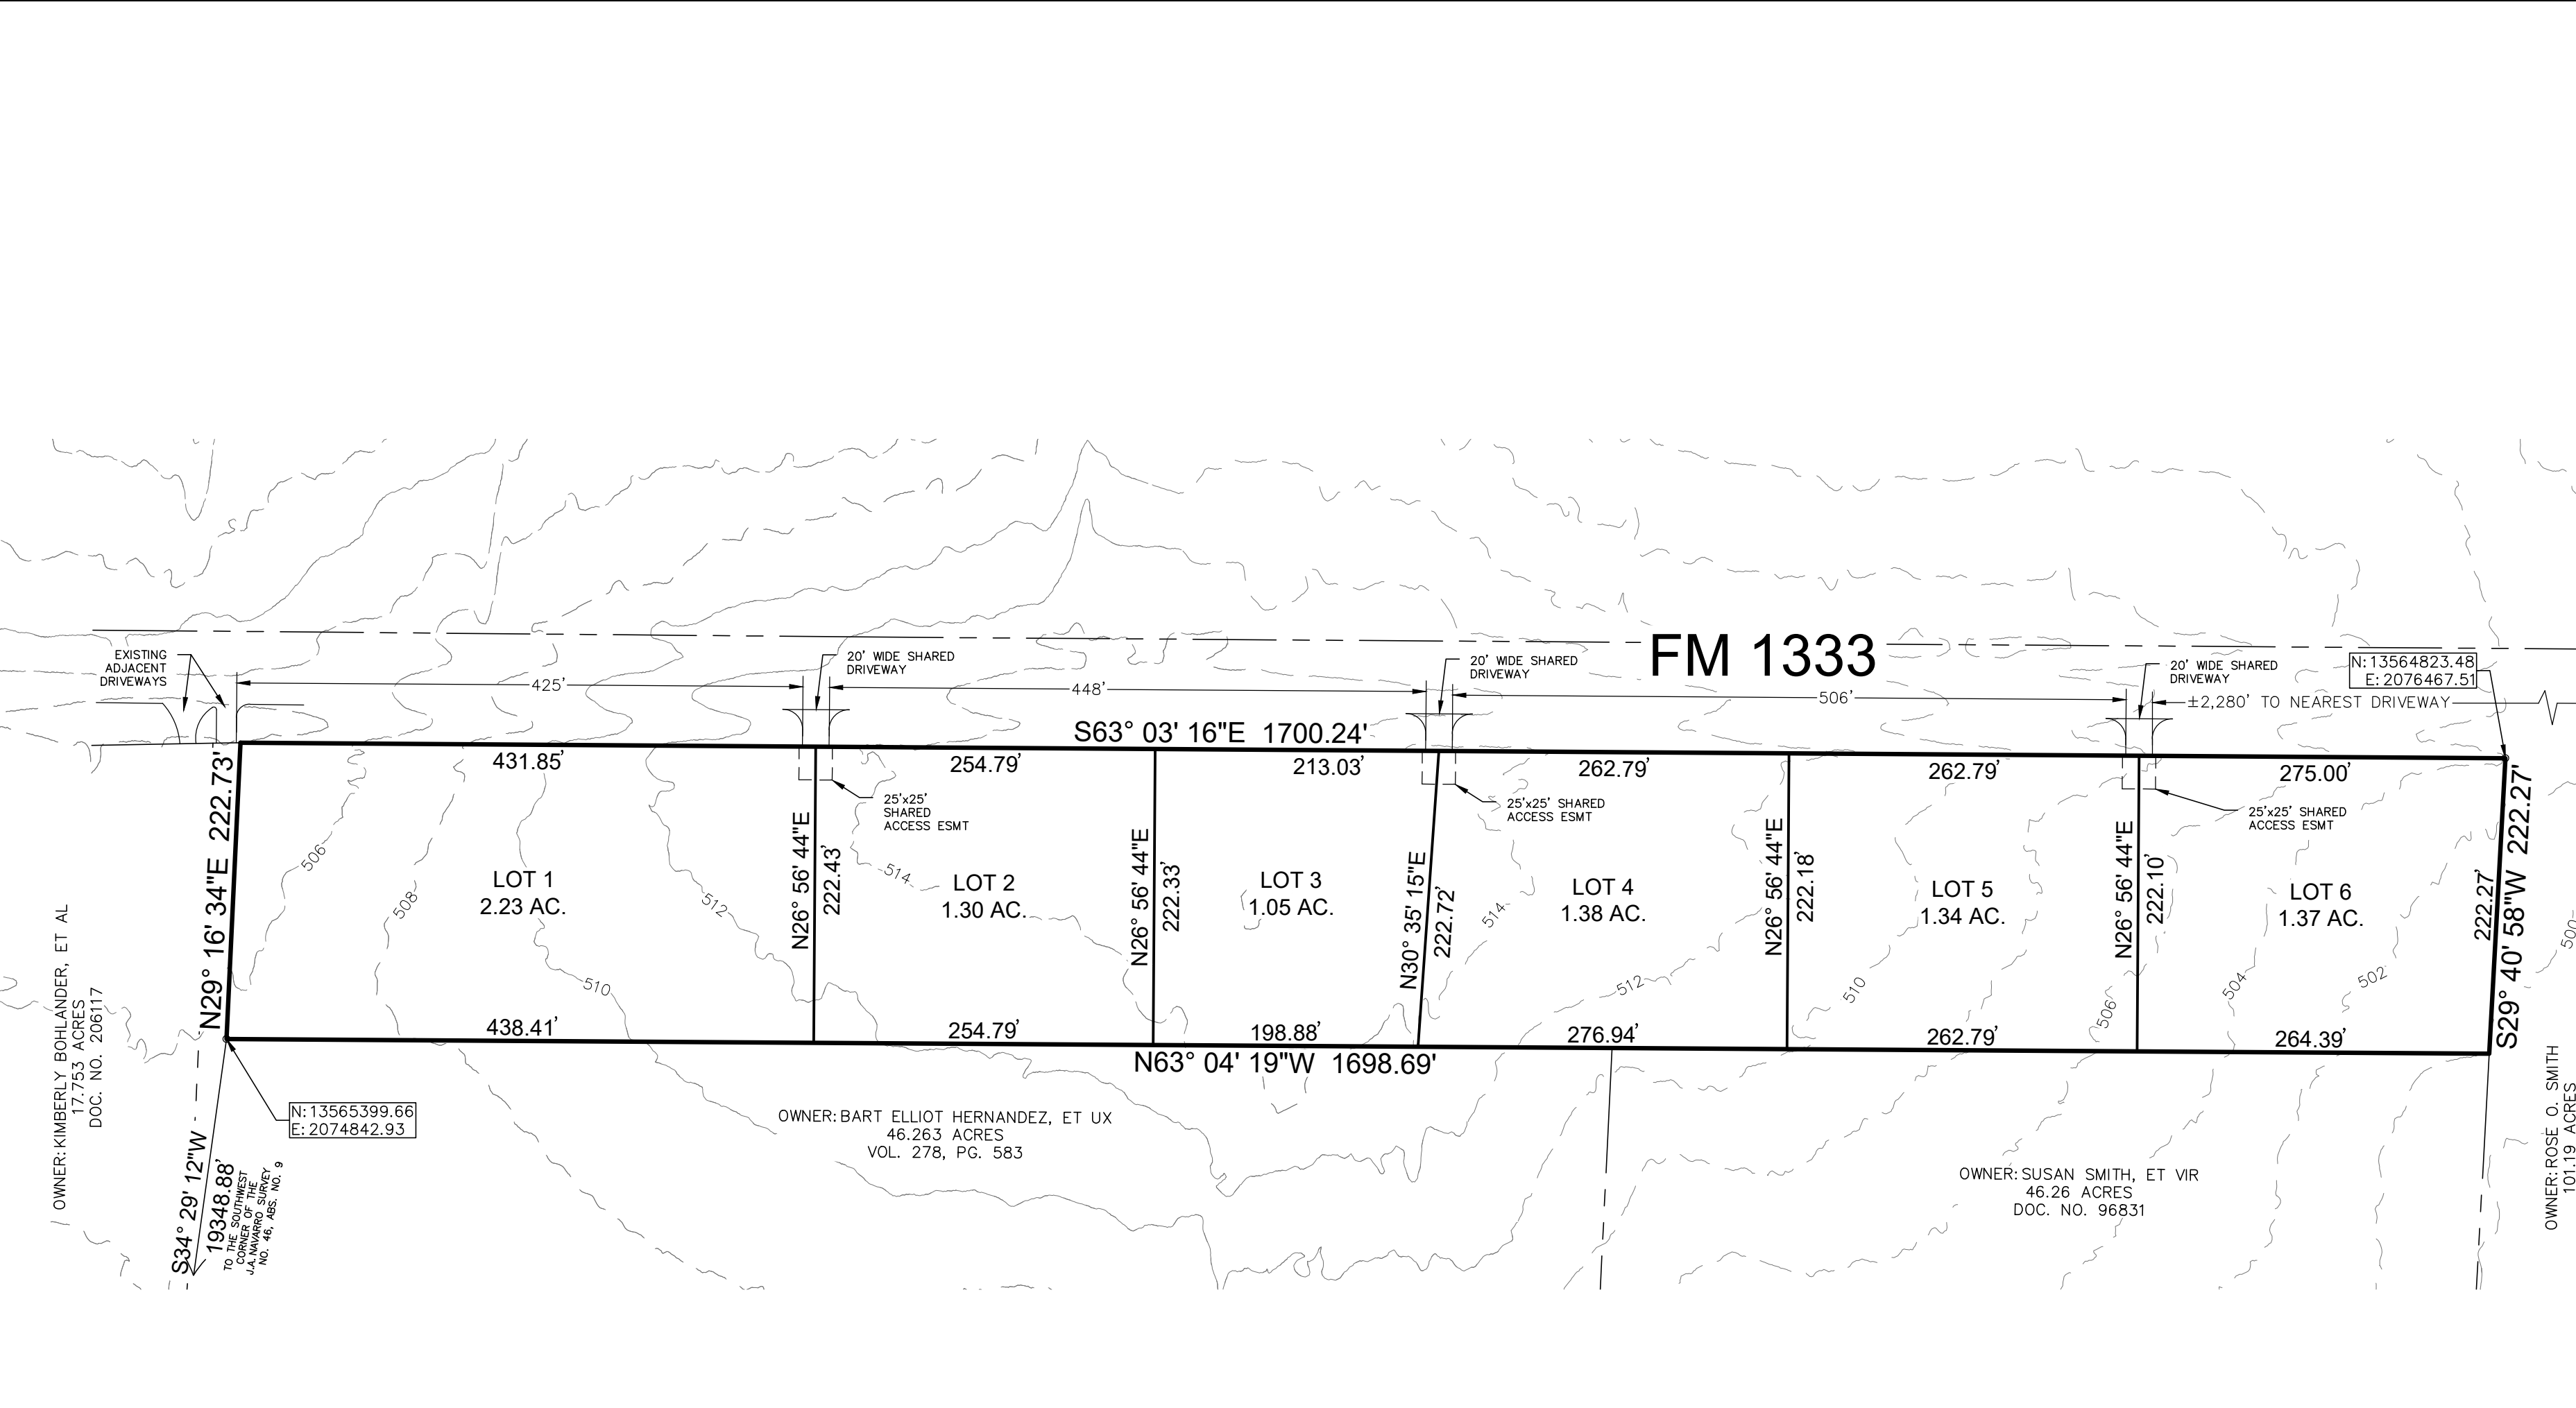 FM 1333
EXISTING
ADJACENT
DRIVEWAYS
425'
20' WIDE SHARED
DRIVEWAY
448'
20' WIDE SHARED
DRIVEWAY
506'
20' WIDE SHARED
DRIVEWAY
±2,280' TO NEAREST DRIVEWAY
N: 13564823.48
E: 2076467.51
S63° 03' 16"E 1700.24'
431.85'
254.79'
213.03'
262.79'
262.79'
275.00'
25'x25'
SHARED
ACCESS ESMT
25'x25' SHARED
ACCESS ESMT
25'x25' SHARED
ACCESS ESMT
N29° 16' 34"E 222.73'
506
508
LOT 1
2.23 AC.
510
512
N26° 56' 44"E
222.43'
514
LOT 2
1.30 AC.
N26° 56' 44"E
222.33'
LOT 3
1.05 AC.
N30° 35' 15"E
222.72'
514
LOT 4
1.38 AC.
512
N26° 56' 44"E
222.18'
510
LOT 5
1.34 AC.
506
N26° 56' 44"E
222.10'
504
LOT 6
1.37 AC.
502
222.27'
S29° 40' 58"W 222.27'
500
438.41'
254.79'
198.88'
276.94'
262.79'
264.39'
N63° 04' 19"W 1698.69'
OWNER: KIMBERLY BOHLANDER, ET AL
17.753 ACRES
DOC. NO. 206117
N: 13565399.66
E: 2074842.93
S34° 29' 12"W
19348.88'
TO THE SOUTHWEST
CORNER OF THE
J.A. NAVARRO SURVEY
NO. 46, ABS. NO. 9
OWNER: BART ELLIOT HERNANDEZ, ET UX
46.263 ACRES
VOL. 278, PG. 583
OWNER: SUSAN SMITH, ET VIR
46.26 ACRES
DOC. NO. 96831
OWNER: ROSE O. SMITH
101.19 ACRES